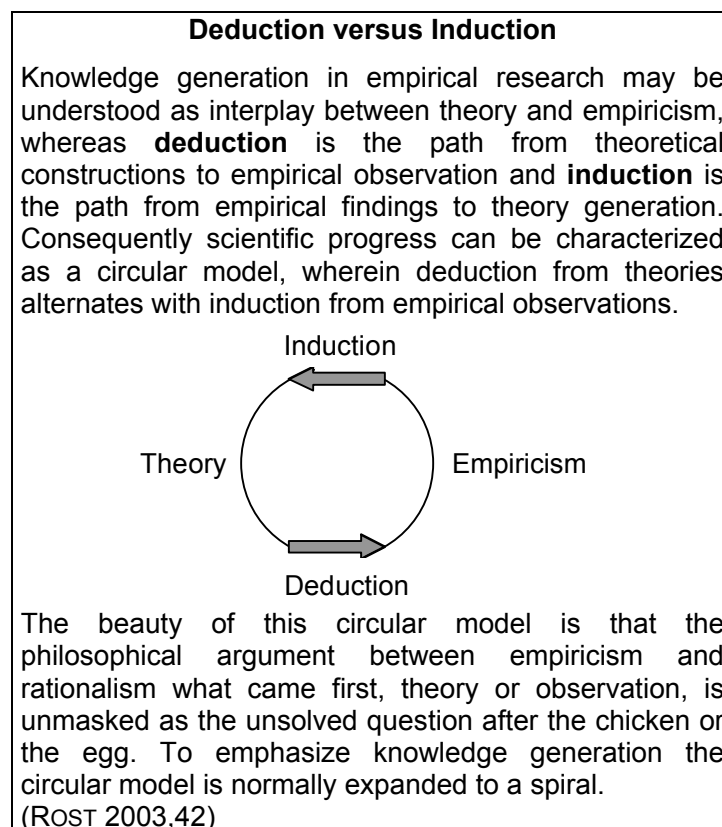 Deduction versus Induction
Knowledge generation in empirical research may be
understood as interplay between theory and empiricism,
whereas deduction is the path from theoretical
constructions to empirical observation and induction is
the path from empirical findings to theory generation.
Consequently scientific progress can be characterized
as a circular model, wherein deduction from theories
alternates with induction from empirical observations.
Induction
Theory
Empiricism
Deduction
The beauty of this circular model is that the
philosophical argument between empiricism and
rationalism what came first, theory or observation, is
unmasked as the unsolved question after the chicken or
the egg. To emphasize knowledge generation the
circular model is normally expanded to a spiral.
(ROST 2003,42)